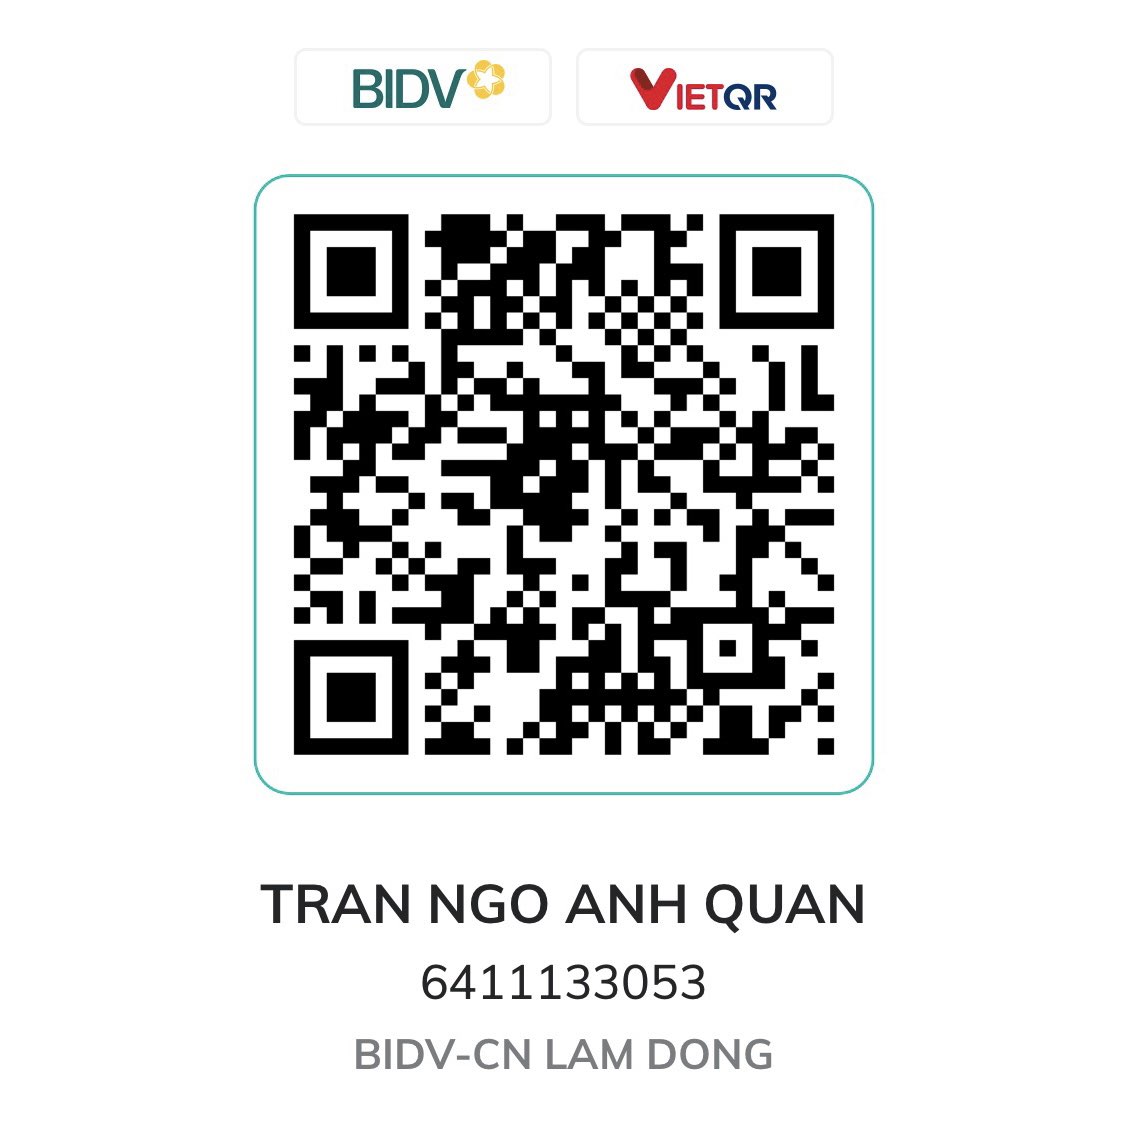 BIDV VIETQR
TRAN NGO ANH QUAN
6411133053
BIDV-CN LAM DONG